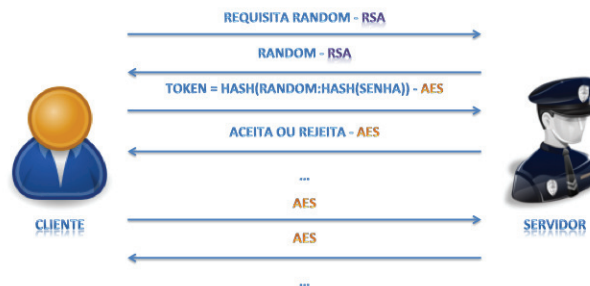 REQUISITA RANDOM - RSA
RANDOM - RSA
TOKEN = HASH(RANDOM:HASH(SENHA)) - AES
ACEITA OU REJEITA - AES
...
AES
CLIENTE
SERVIDOR
AES
...